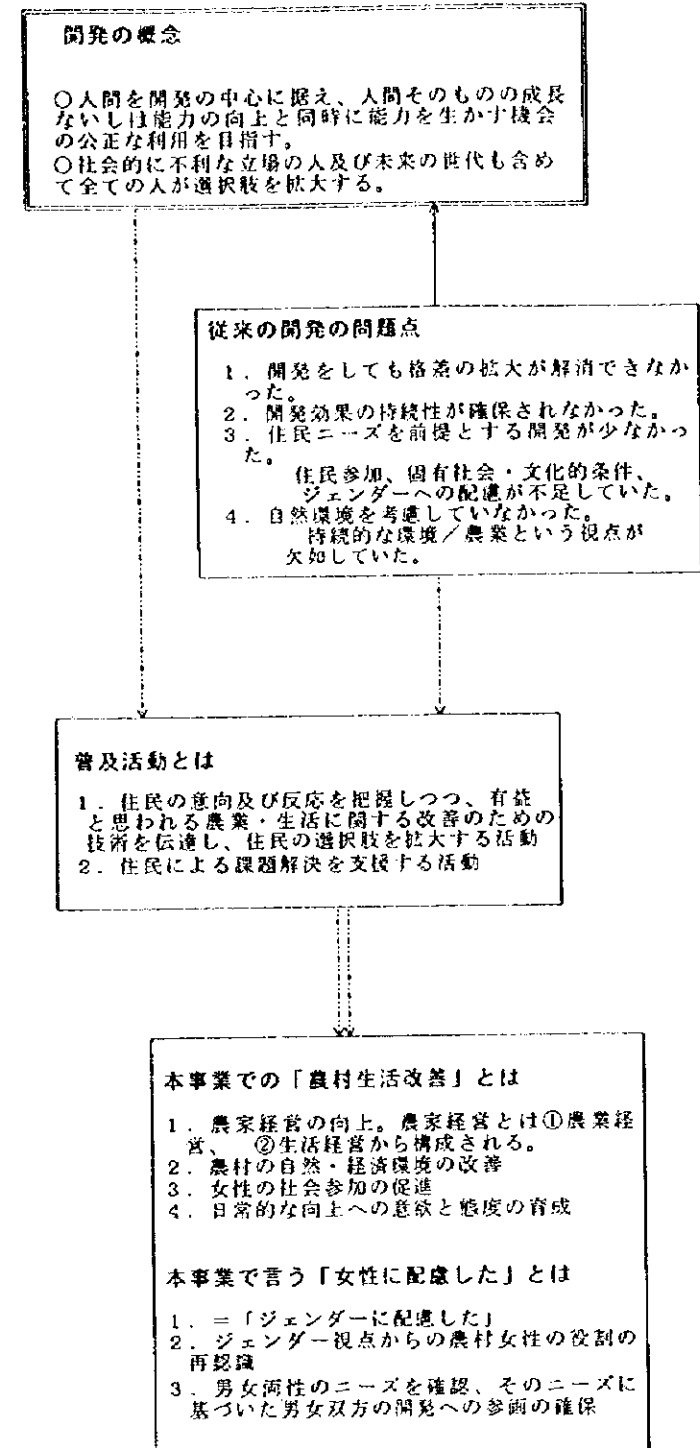 開発の概念
○人間を開発の中心に据え、人間そのものの成長
ないしは能力の向上と同時に能力を生かす機会
の公正な利用を目指す。
○社会的に不利な立場の人及び未来の世代も含め
て全ての人が選択肢を拡大する。
従来の開発の問題点
1．開発をしても格差の拡大が解消できなか
った。
2．開発効果の持続性が確保されなかった。
3．住民ニーズを前提とする開発が少なかっ
た。
住民参加、固有社会・文化的条件、
ジェンダーへの配慮が不足していた。
4．自然環境を考慮していなかった。
持続的な環境／農業という視点が
欠如していた。
普及活動とは
1．住民の意向及び反応を把握しつつ、有益
と思われる農業・生活に関する改善のための
技術を伝達し、住民の選択肢を拡大する活動
2．住民による課題解決を支援する活動
本事業での「農村生活改善」とは
1．農家経営の向上。農家経営とは①農業経
営、　②生活経営から構成される。
2．農村の自然・経済環境の改善
3．女性の社会参加の促進
4．日常的な向上への意欲と態度の育成
本事業で言う「女性に配慮した」とは
1．＝「ジェンダーに配慮した」
2．ジェンダー視点からの農村女性の役割の
再認識
3．男女両性のニーズを確認、そのニーズに
基づいた男女双方の開発への参画の確保